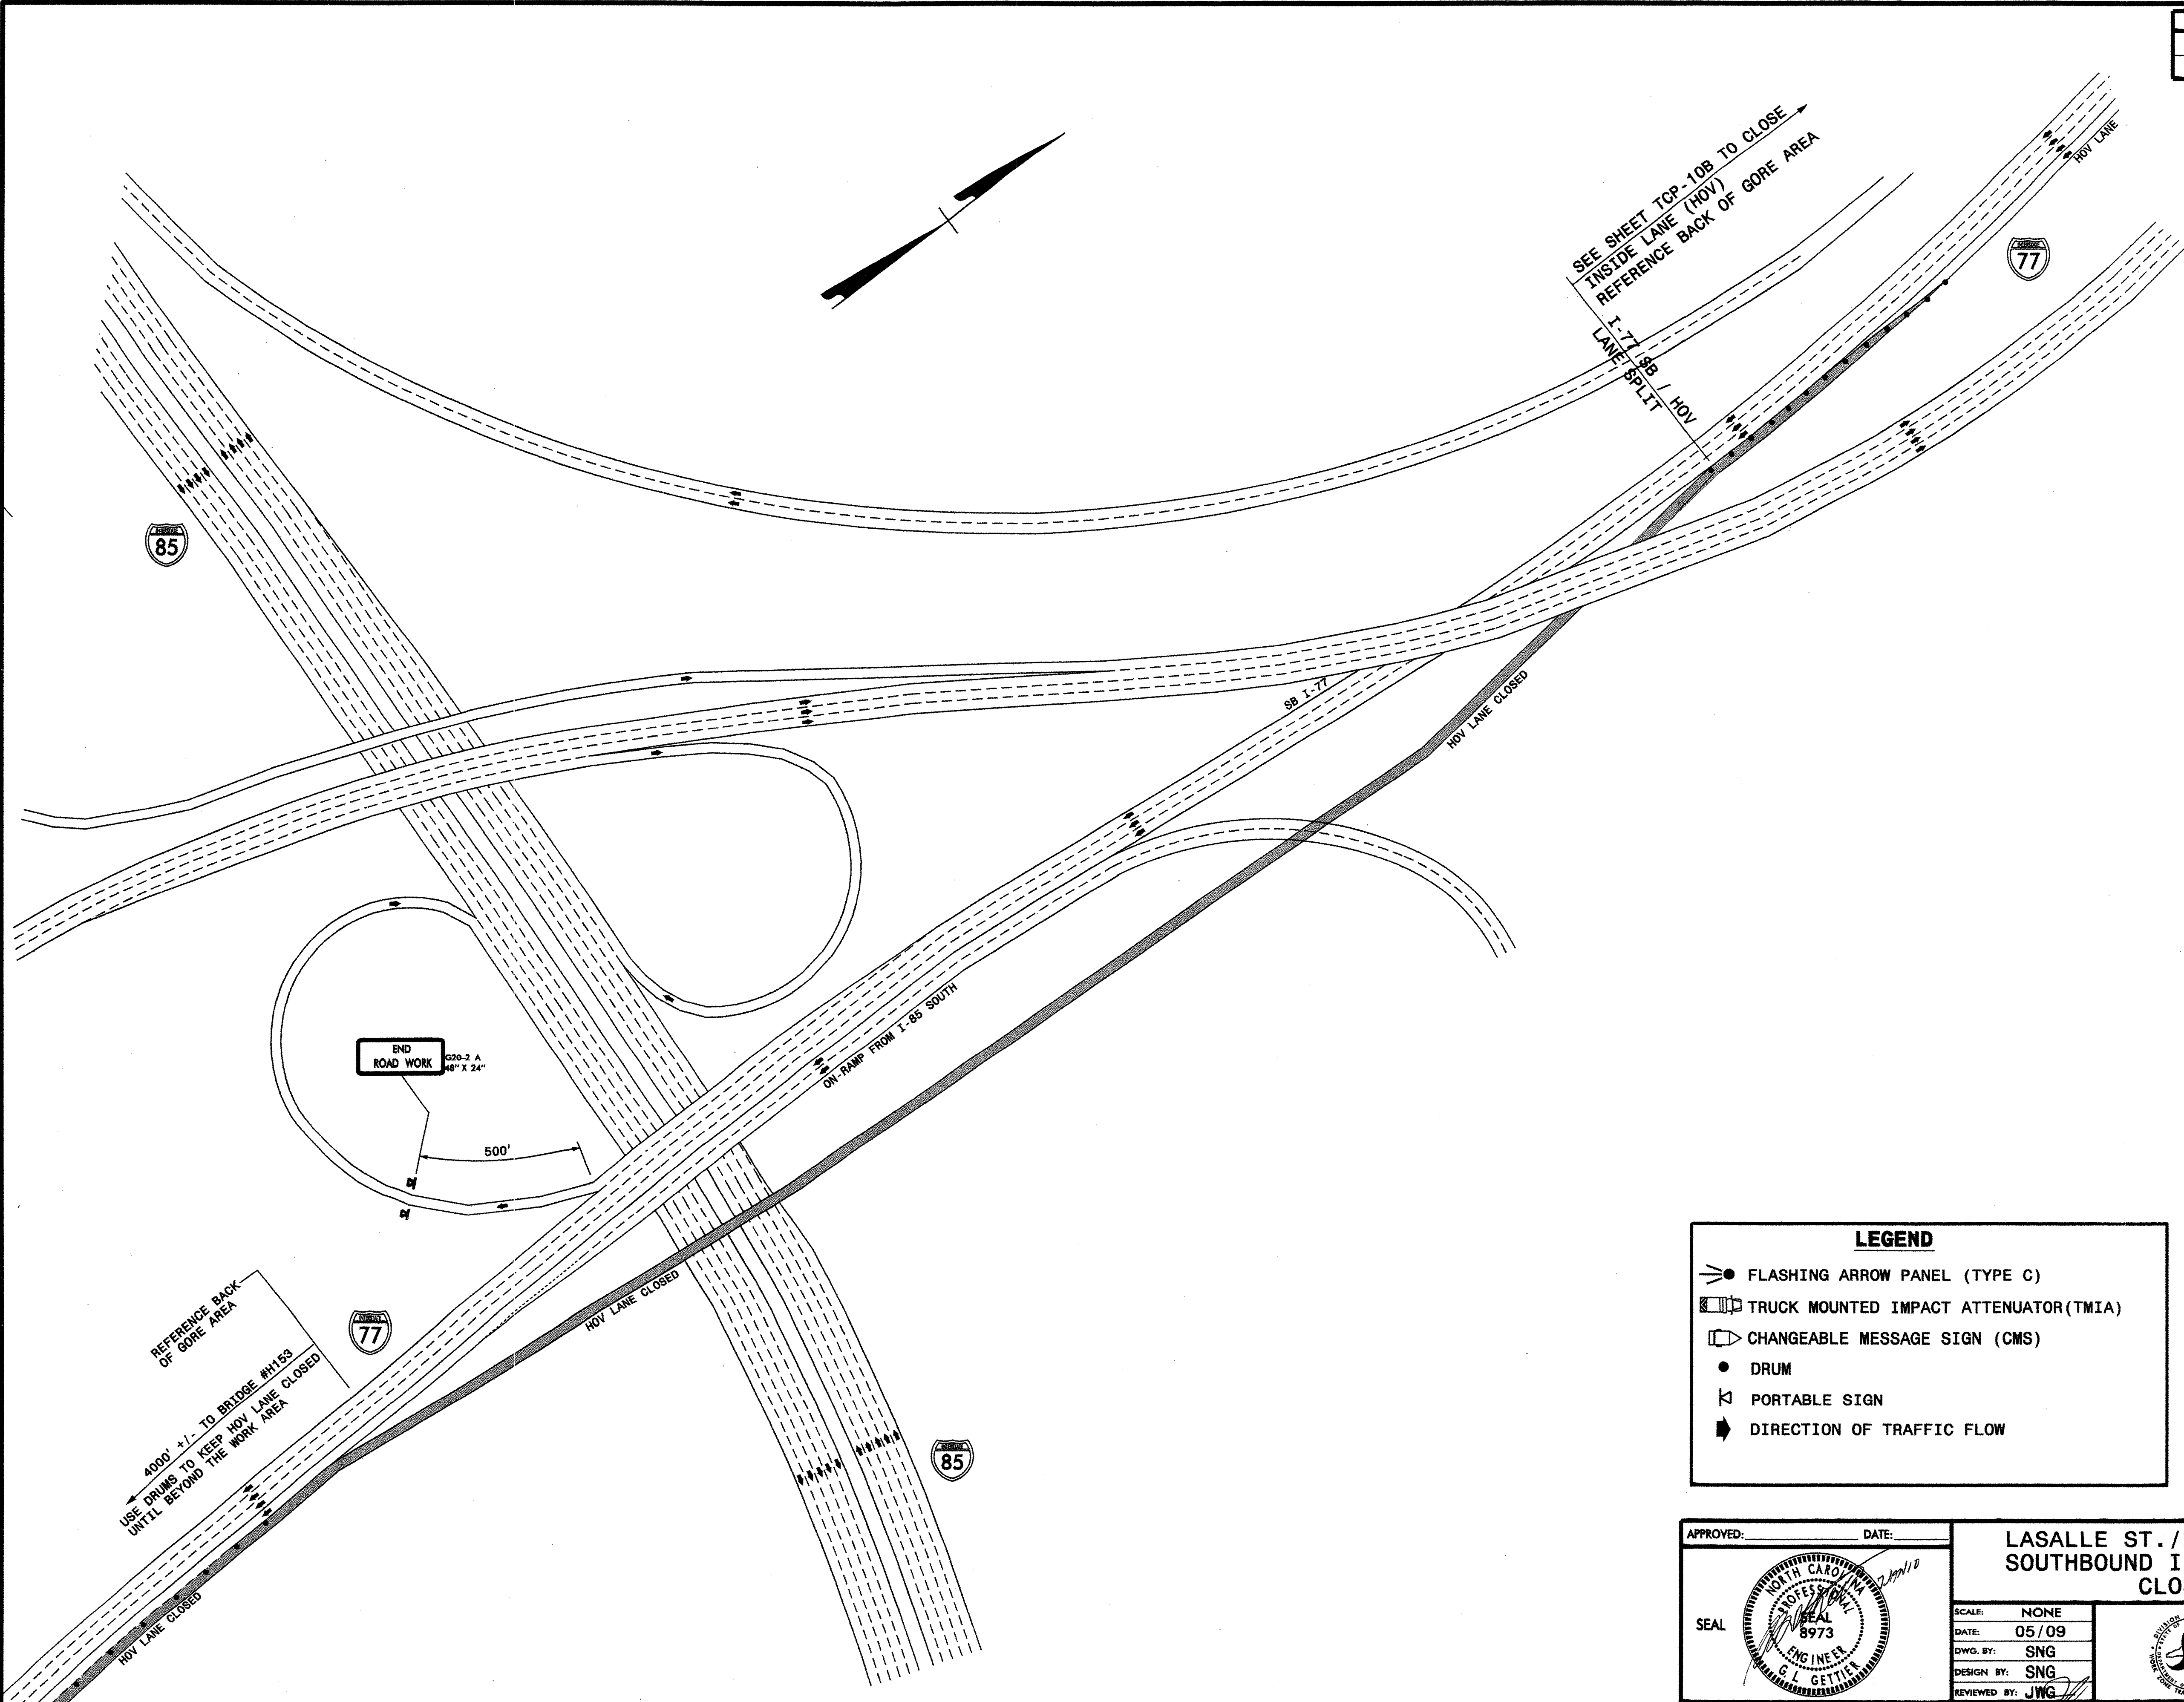 SEE SHEET TCP-10B TO CLOSE
INSIDE LANE (HOV)
REFERENCE BACK OF GORE AREA
I-77 SB / HOV
LANE SPLIT
HOV LANE
INTERSTATE
77
INTERSTATE
85
SB I-77
HOV LANE CLOSED
ON-RAMP FROM I-85 SOUTH
END
ROAD WORK
G20-2 A
48" X 24"
500'
HOV LANE CLOSED
REFERENCE BACK
OF GORE AREA
INTERSTATE
77
4000' +/- TO BRIDGE #H153
USE DRUMS TO KEEP HOV LANE CLOSED
UNTIL BEYOND THE WORK AREA
INTERSTATE
85
HOV LANE CLOSED
LEGEND
FLASHING ARROW PANEL (TYPE C)
TRUCK MOUNTED IMPACT ATTENUATOR(TMIA)
CHANGEABLE MESSAGE SIGN (CMS)
DRUM
PORTABLE SIGN
DIRECTION OF TRAFFIC FLOW
APPROVED: DATE:
SEAL
NORTH CAROLINA
PROFESSIONAL
SEAL
8973
ENGINEER
G. L. GETTIER
LASALLE ST./
SOUTHBOUND I
CLO
SCALE: NONE
DATE: 05/09
DWG. BY: SNG
DESIGN BY: SNG
REVIEWED BY: JWG